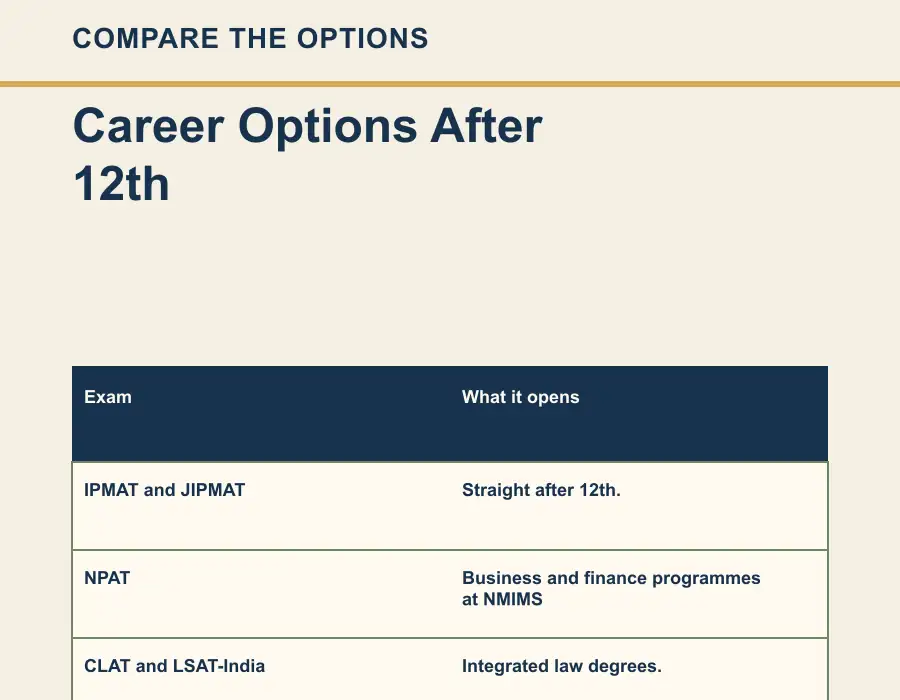 COMPARE THE OPTIONS
Career Options After
12th
Exam
What it opens
IPMAT and JIPMAT
Straight after 12th.
NPAT
Business and finance programmes
at NMIMS
CLAT and LSAT-India
Integrated law degrees.